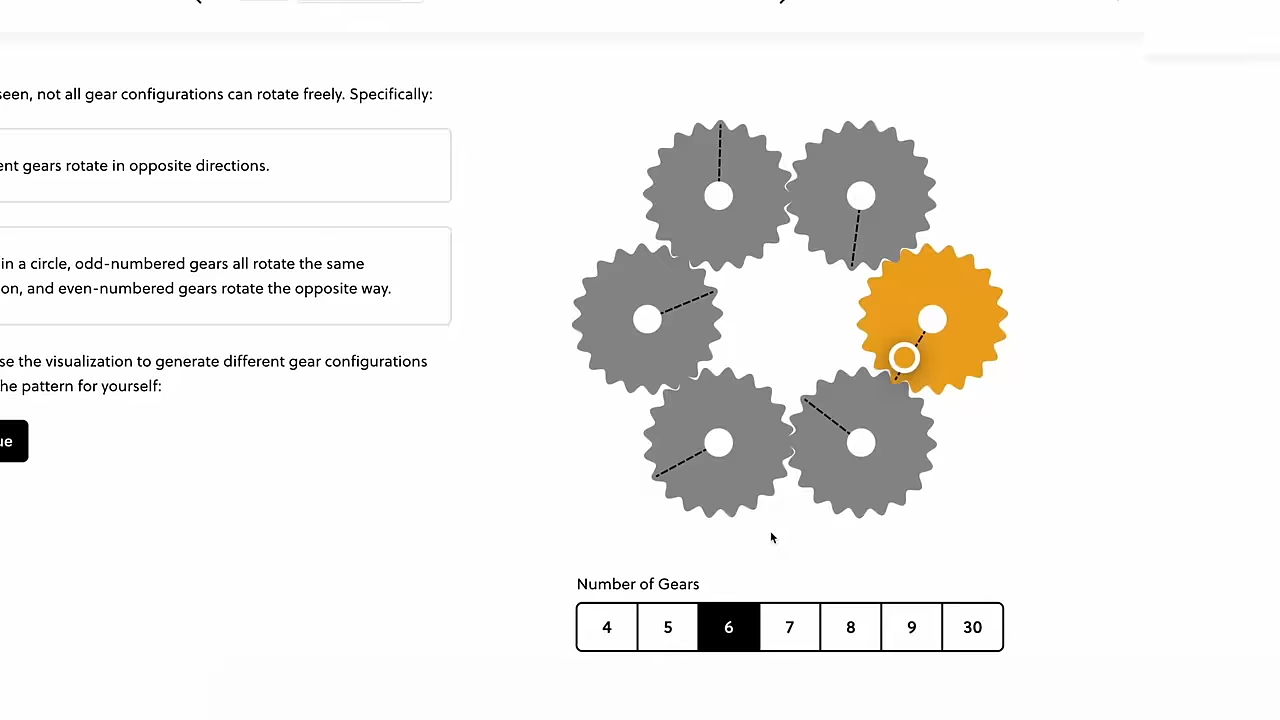 seen, not all gear configurations can rotate freely. Specifically:
ent gears rotate in opposite directions.
in a circle, odd-numbered gears all rotate the same
on, and even-numbered gears rotate the opposite way.
se the visualization to generate different gear configurations
he pattern for yourself:
ue
Number of Gears
4 5 6 7 8 9 30